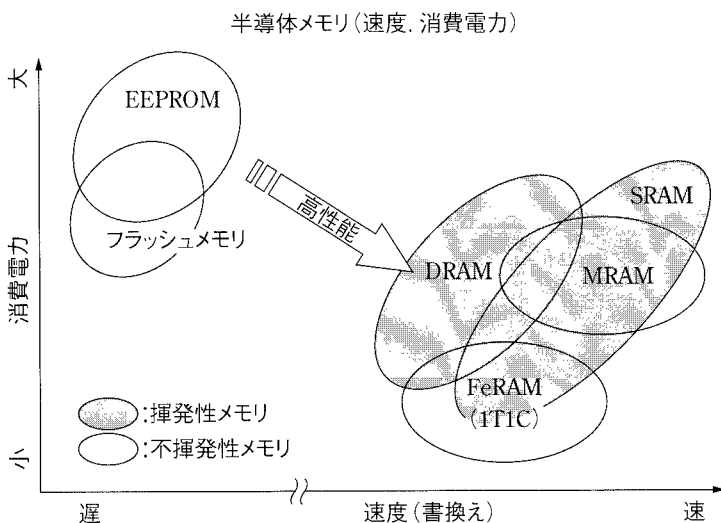 半導体メモリ(速度. 消費電力)
大
EEPROM
高性能
SRAM
フラッシュメモリ
DRAM
MRAM
消費電力
FeRAM
(1T1C)
:揮発性メモリ
:不揮発性メモリ
小
遅
速度(書換え)
速